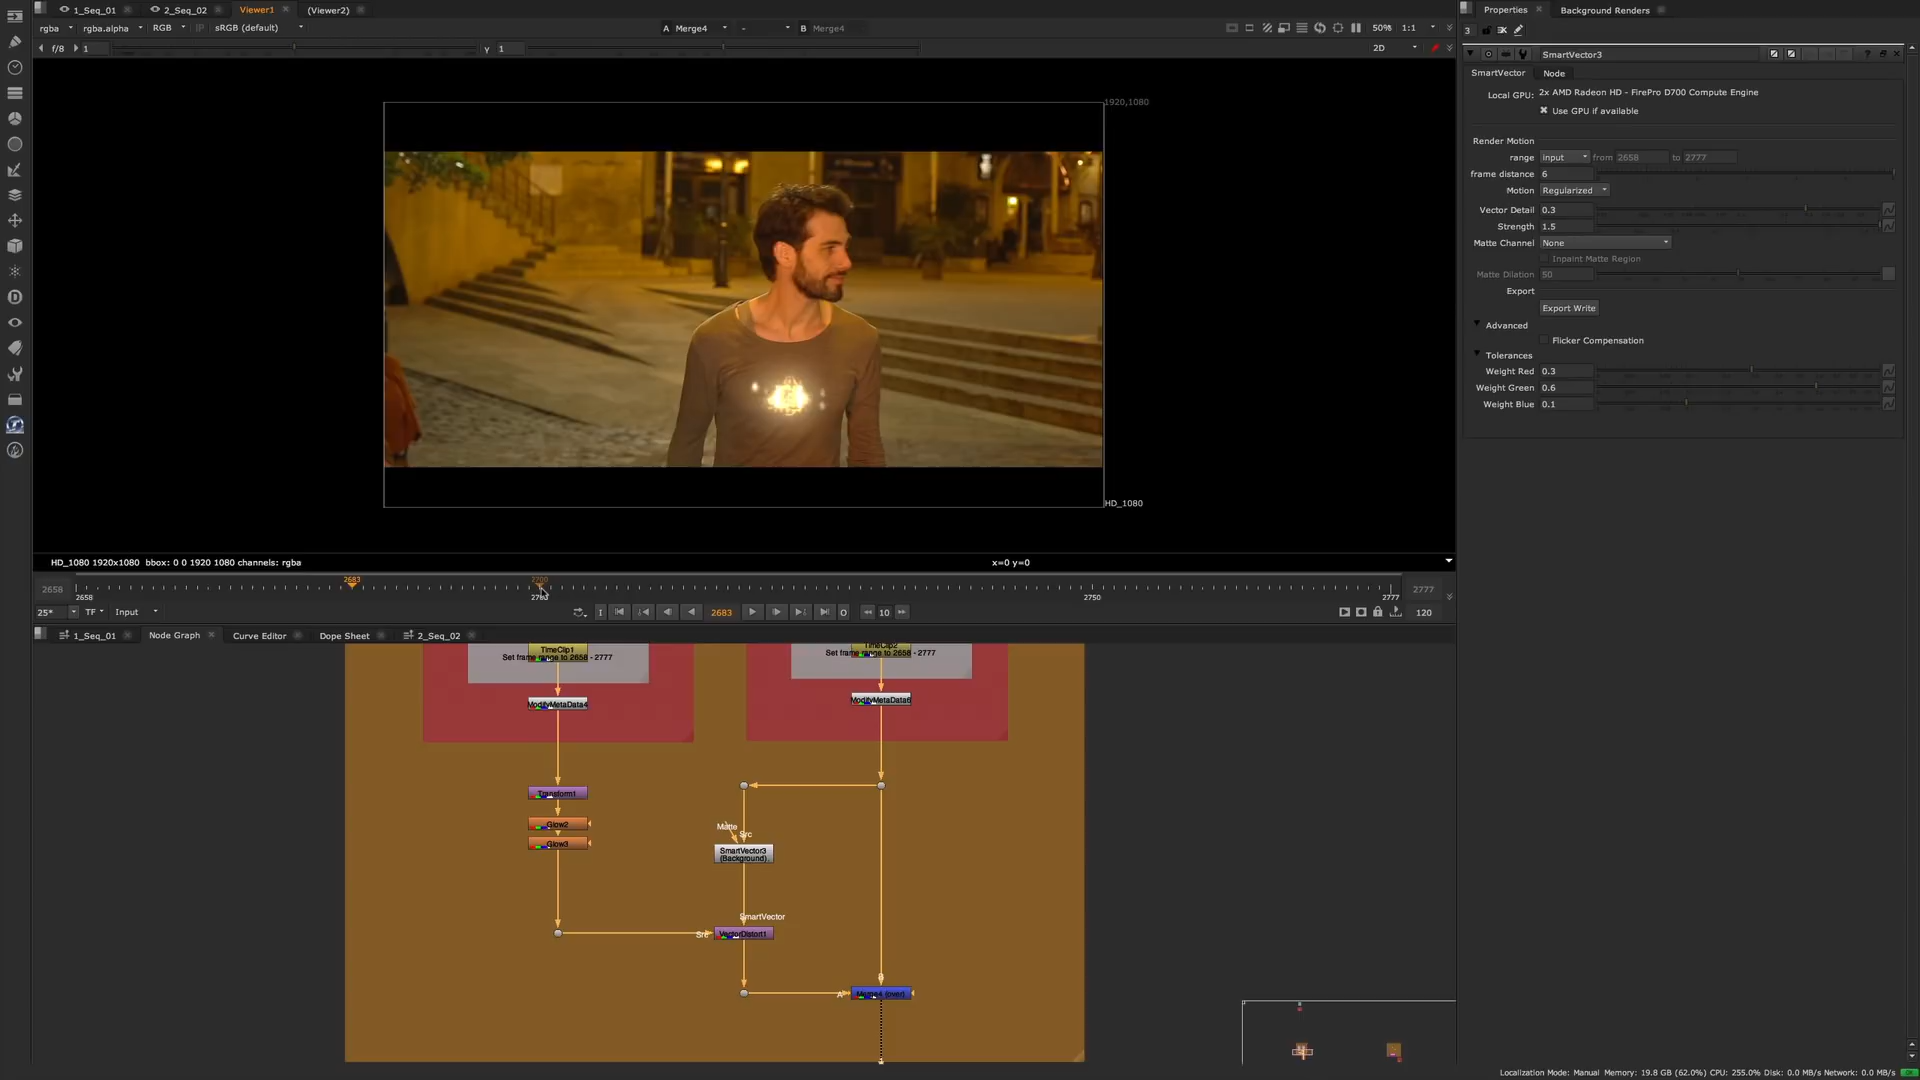 1_Seq_01
2_Seq_02
Viewer1
(Viewer2)
rgba
rgba.alpha
RGB
IP
sRGB (default)
A Merge4
-
B Merge4
50%
1:1
f/8
1
γ 1
2D
1920,1080
HD_1080
HD_1080 1920x1080 bbox: 0 0 1920 1080 channels: rgba
x=0 y=0
2658
2683
2700
2658
2750
2777
2777
25*
TF
Input
I
2683
O
10
120
1_Seq_01
Node Graph
Curve Editor
Dope Sheet
2_Seq_02
TimeClip1
Set frame range to 2658 - 2777
TimeClip2
Set frame range to 2658 - 2777
ModifyMetaData4
ModifyMetaData6
Transform1
Glow2
Glow3
Matte
Src
SmartVector3
(Background)
SmartVector
Src
VectorDistort1
B
A
Merge4 (over)
Properties
Background Renders
3
SmartVector3
SmartVector
Node
Local GPU: 2x AMD Radeon HD - FirePro D700 Compute Engine
Use GPU if available
Render Motion
range Input from 2658 to 2777
frame distance 6
Motion Regularized
Vector Detail 0.3
Strength 1.5
Matte Channel None
Inpaint Matte Region
Matte Dilation 50
Export
Export Write
Advanced
Flicker Compensation
Tolerances
Weight Red 0.3
Weight Green 0.6
Weight Blue 0.1
Localization Mode: Manual Memory: 19.8 GB (62.0%) CPU: 255.0% Disk: 0.0 MB/s Network: 0.0 MB/s